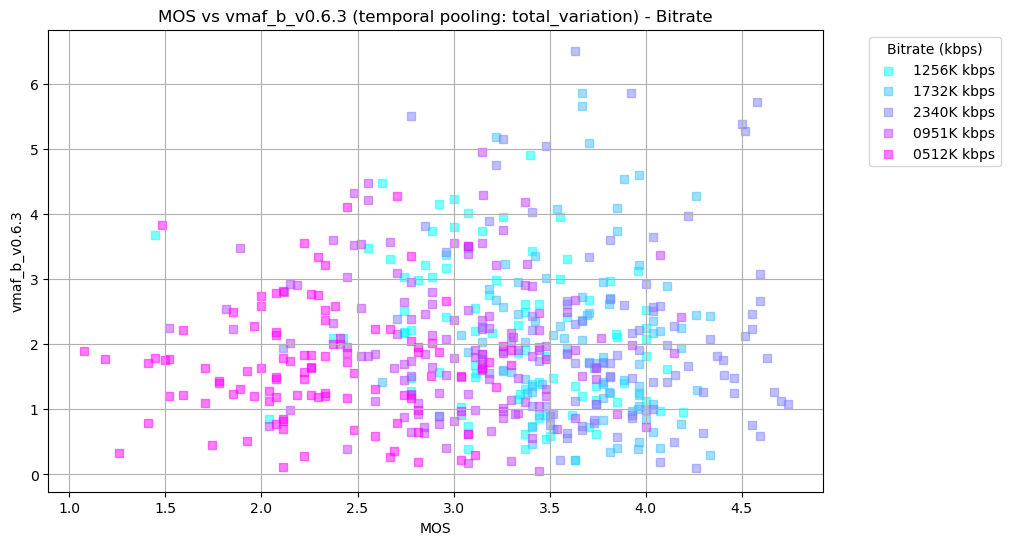 MOS vs vmaf_b_v0.6.3 (temporal pooling: total_variation) - Bitrate
Bitrate (kbps)
1256K kbps
1732K kbps
2340K kbps
0951K kbps
0512K kbps
vmaf_b_v0.6.3
6
5
4
3
2
1
0
1.0 1.5 2.0 2.5 3.0 3.5 4.0 4.5
MOS